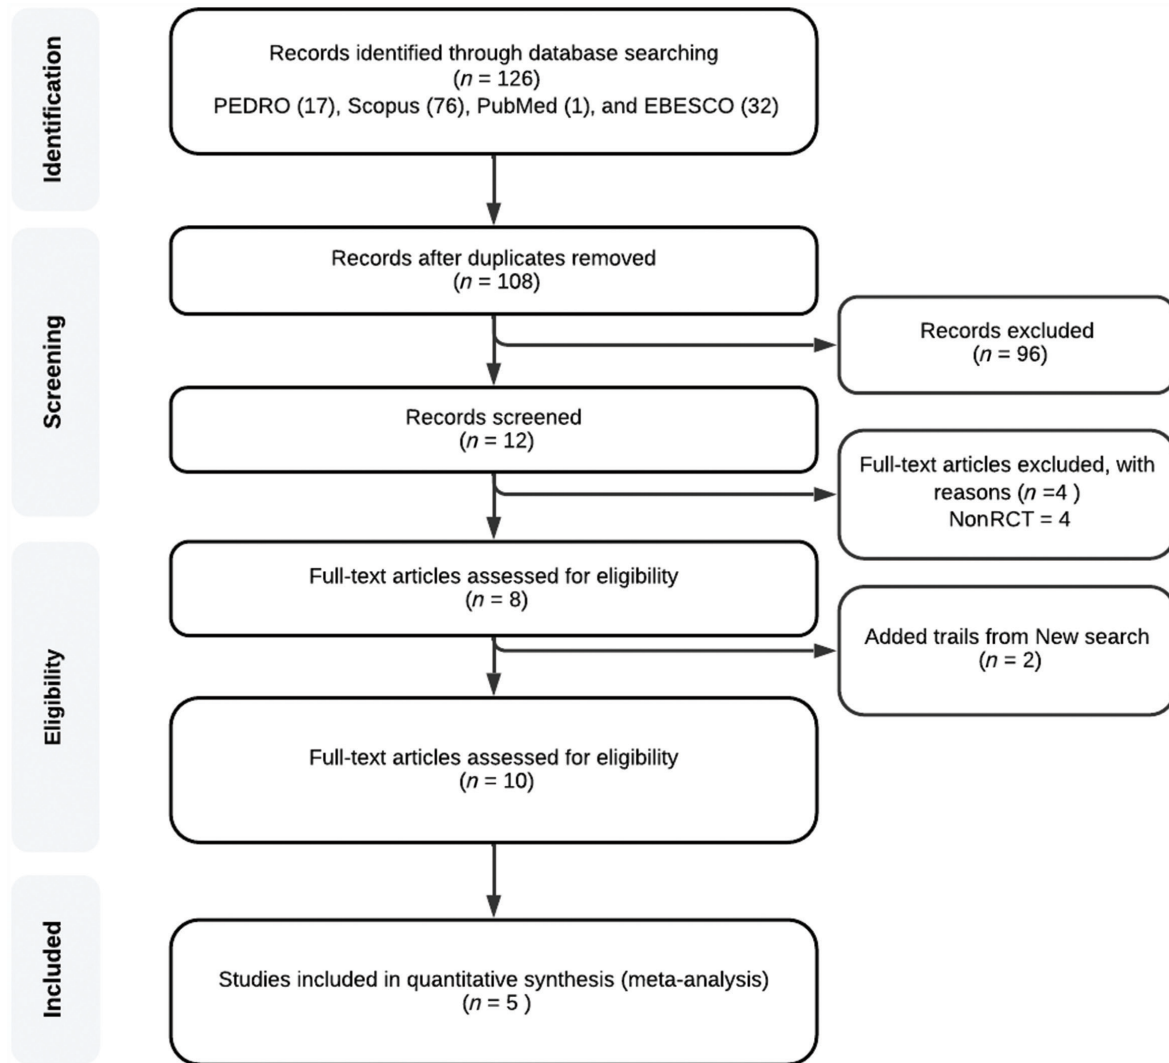 Identification
Records identified through database searching
(n = 126)
PEDRO (17), Scopus (76), PubMed (1), and EBESCO (32)
Screening
Records after duplicates removed
(n = 108)
Records excluded
(n = 96)
Records screened
(n = 12)
Full-text articles excluded, with
reasons (n =4 )
NonRCT = 4
Eligibility
Full-text articles assessed for eligibility
(n = 8)
Added trails from New search
(n = 2)
Full-text articles assessed for eligibility
(n = 10)
Included
Studies included in quantitative synthesis (meta-analysis)
(n = 5 )